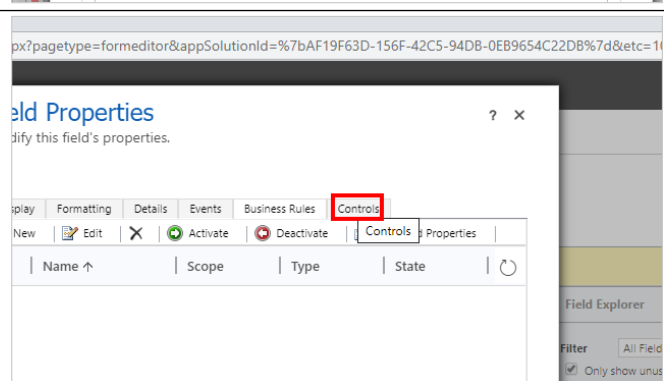 px?pagetype=formeditor&appSolutionId=%7bAF19F63D-156F-42C5-94DB-0EB9654C22DB%7d&etc=1
eld Properties ? ×
dify this field's properties.
splay Formatting Details Events Business Rules Controls
New Edit Activate Deactivate Controls d Properties
Name ↑ Scope Type State
Field Explorer
Filter All Field
Only show unus